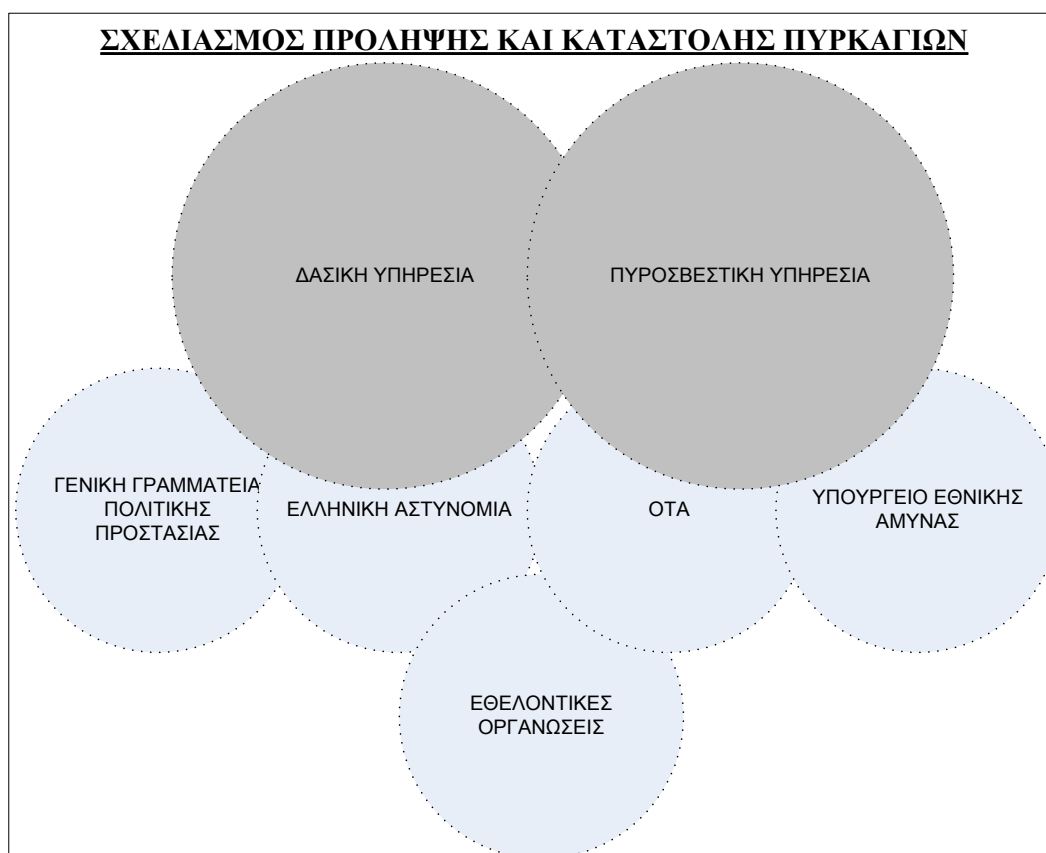 ΣΧΕΔΙΑΣΜΟΣ ΠΡΟΛΗΨΗΣ ΚΑΙ ΚΑΤΑΣΤΟΛΗΣ ΠΥΡΚΑΓΙΩΝ
ΔΑΣΙΚΗ ΥΠΗΡΕΣΙΑ
ΠΥΡΟΣΒΕΣΤΙΚΗ ΥΠΗΡΕΣΙΑ
ΓΕΝΙΚΗ ΓΡΑΜΜΑΤΕΙΑ
ΠΟΛΙΤΙΚΗΣ
ΠΡΟΣΤΑΣΙΑΣ
ΕΛΛΗΝΙΚΗ ΑΣΤΥΝΟΜΙΑ
ΟΤΑ
ΥΠΟΥΡΓΕΙΟ ΕΘΝΙΚΗΣ
ΑΜΥΝΑΣ
ΕΘΕΛΟΝΤΙΚΕΣ
ΟΡΓΑΝΩΣΕΙΣ